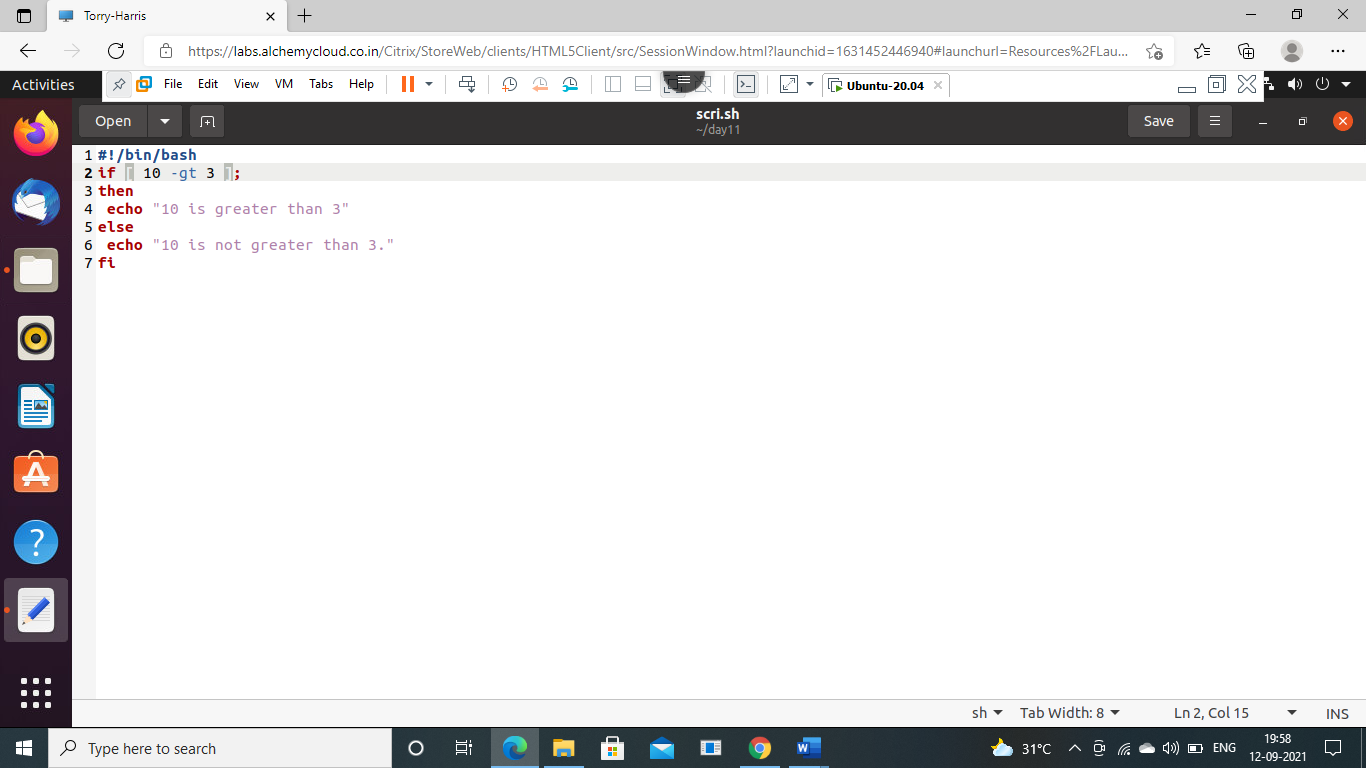 Torry-Harris
https://labs.alchemycloud.co.in/Citrix/StoreWeb/clients/HTML5Client/src/SessionWindow.html?launchid=1631452446940#launchurl=Resources%2FLau...
Activities
File Edit View VM Tabs Help
Ubuntu-20.04
Open
scri.sh
~/day11
Save
1 #!/bin/bash
2 if [ 10 -gt 3 ];
3 then
4  echo "10 is greater than 3"
5 else
6  echo "10 is not greater than 3."
7 fi
sh Tab Width: 8 Ln 2, Col 15 INS
Type here to search
31°C
ENG
19:58
12-09-2021